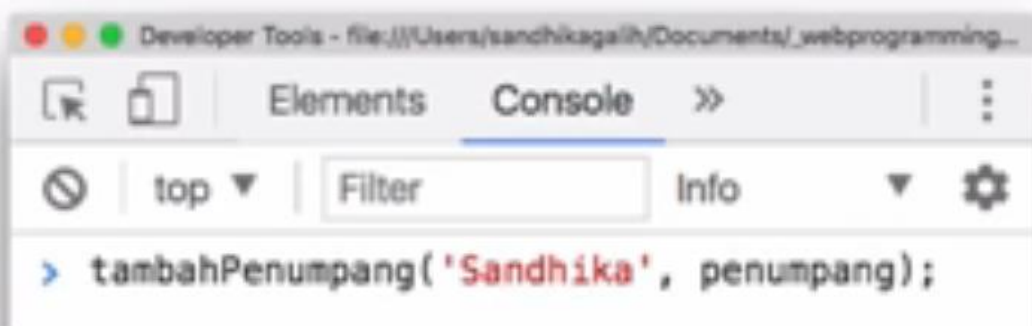 Developer Tools - file:///Users/sandhikagalih/Documents/_webprogramming...
Elements Console »
top ▼ Filter Info ▼
> tambahPenumpang('Sandhika', penumpang);